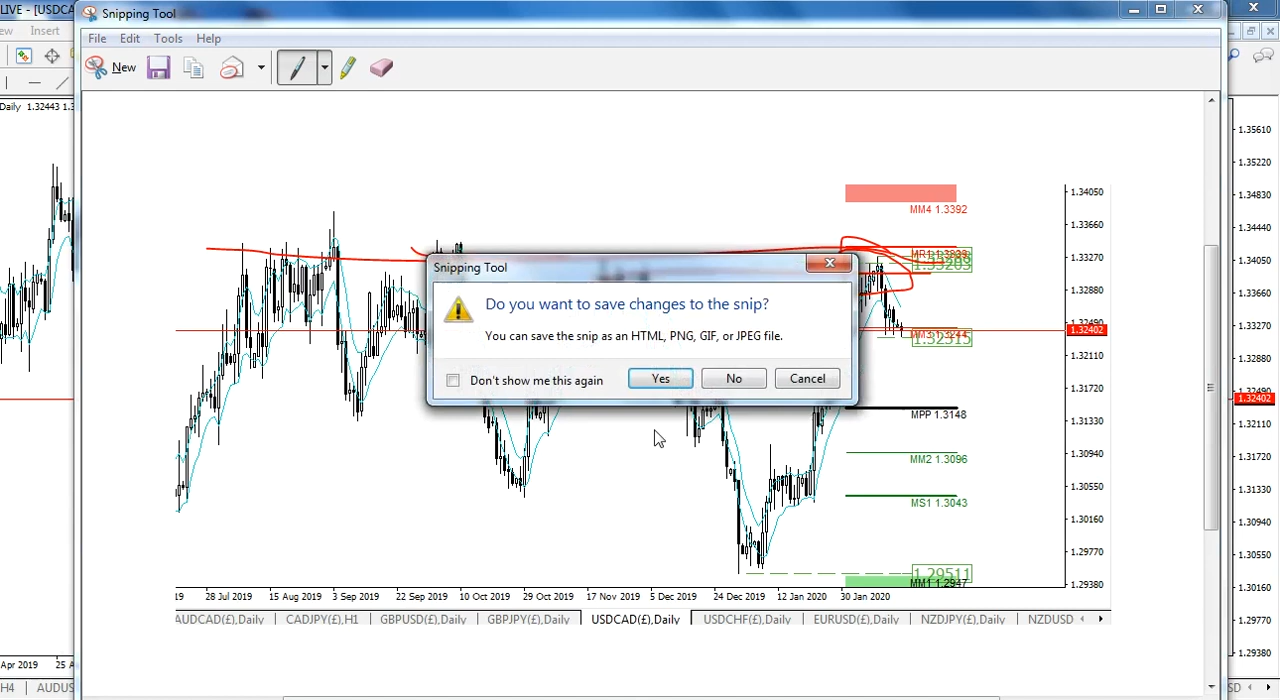 LIVE - [USDCA
Snipping Tool
Insert
File Edit Tools Help
New
Daily 1.32443 1.3
MM4 1.3392
1.33203
1.34050
1.33660
1.33270
1.32880
1.32490
1.32402
1.32110
1.31720
1.31330
1.30940
1.30550
1.30160
1.29770
1.29380
Snipping Tool
Do you want to save changes to the snip?
You can save the snip as an HTML, PNG, GIF, or JPEG file.
Don't show me this again Yes No Cancel
1.32315
MPP 1.3148
MM2 1.3096
MS1 1.3043
1.29511
MM1 1.2947
28 Jul 2019 15 Aug 2019 3 Sep 2019 22 Sep 2019 10 Oct 2019 29 Oct 2019 17 Nov 2019 5 Dec 2019 24 Dec 2019 12 Jan 2020 30 Jan 2020
AUDCAD(£),Daily CADJPY(£),H1 GBPUSD(£),Daily GBPJPY(£),Daily USDCAD(£),Daily USDCHF(£),Daily EURUSD(£),Daily NZDJPY(£),Daily NZDUSD
1.35610
1.35220
1.34830
1.34440
1.34050
1.33660
1.33270
1.32880
1.32490
1.32402
1.32110
1.31720
1.31330
1.30940
1.30550
1.30160
1.29770
1.29380
Apr 2019 25 A
H4 AUDUS